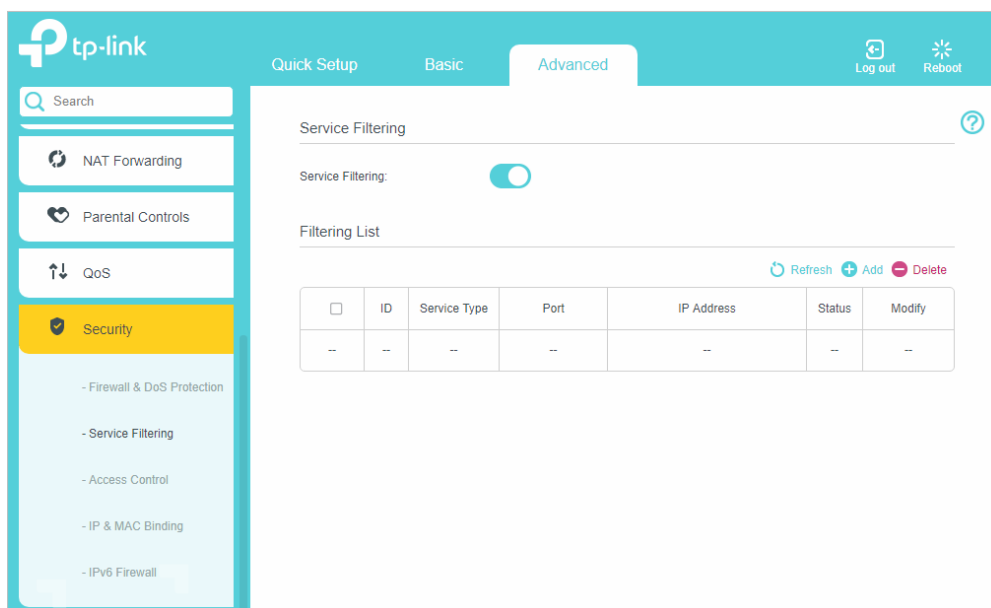 tp-link
Quick Setup Basic Advanced Log out Reboot
Search
NAT Forwarding
Parental Controls
QoS
Security
- Firewall & DoS Protection
- Service Filtering
- Access Control
- IP & MAC Binding
- IPv6 Firewall
Service Filtering
?
Service Filtering:
Filtering List
Refresh Add Delete
ID Service Type Port IP Address Status Modify
-- -- -- -- -- -- --